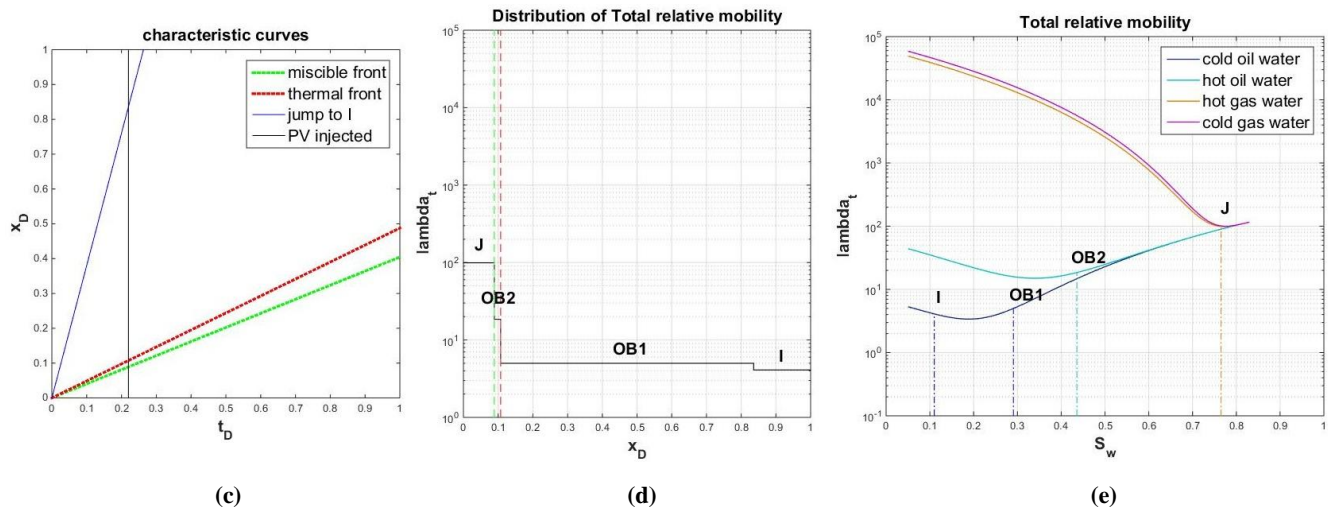 characteristic curves
1
0.9
0.8
0.7
0.6
0.5
0.4
0.3
0.2
0.1
0
x_D
miscible front
thermal front
jump to I
PV injected
0 0.1 0.2 0.3 0.4 0.5 0.6 0.7 0.8 0.9 1
t_D
(c)
Distribution of Total relative mobility
10^5
10^4
10^3
10^2
10^1
10^0
lambda_t
J
OB2
OB1
I
0 0.1 0.2 0.3 0.4 0.5 0.6 0.7 0.8 0.9 1
x_D
(d)
Total relative mobility
10^5
10^4
10^3
10^2
10^1
10^0
10^-1
lambda_t
cold oil water
hot oil water
hot gas water
cold gas water
J
OB2
I
OB1
0 0.1 0.2 0.3 0.4 0.5 0.6 0.7 0.8 0.9 1
S_w
(e)